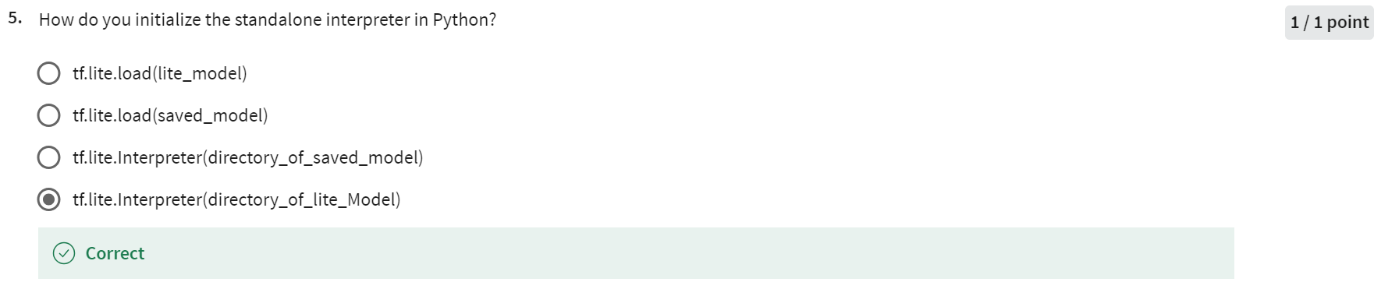 5. How do you initialize the standalone interpreter in Python?
1 / 1 point
tf.lite.load(lite_model)
tf.lite.load(saved_model)
tf.lite.Interpreter(directory_of_saved_model)
tf.lite.Interpreter(directory_of_lite_Model)
Correct